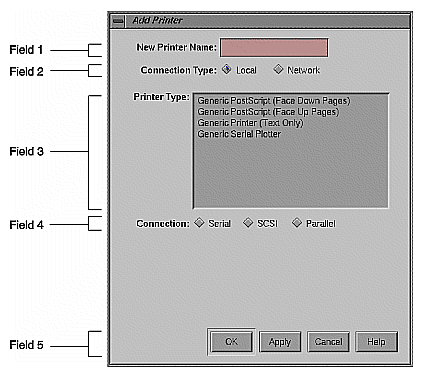 Add Printer
Field 1
New Printer Name:
Field 2
Connection Type: Local Network
Field 3
Printer Type:
Generic PostScript (Face Down Pages)
Generic PostScript (Face Up Pages)
Generic Printer (Text Only)
Generic Serial Plotter
Field 4
Connection: Serial SCSI Parallel
Field 5
OK Apply Cancel Help